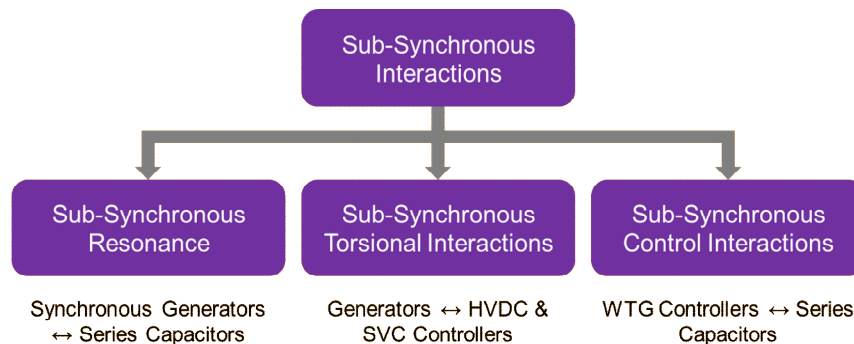 Sub-Synchronous
Interactions
Sub-Synchronous
Resonance
Sub-Synchronous
Torsional Interactions
Sub-Synchronous
Control Interactions
Synchronous Generators
↔ Series Capacitors
Generators ↔ HVDC &
SVC Controllers
WTG Controllers ↔ Series
Capacitors